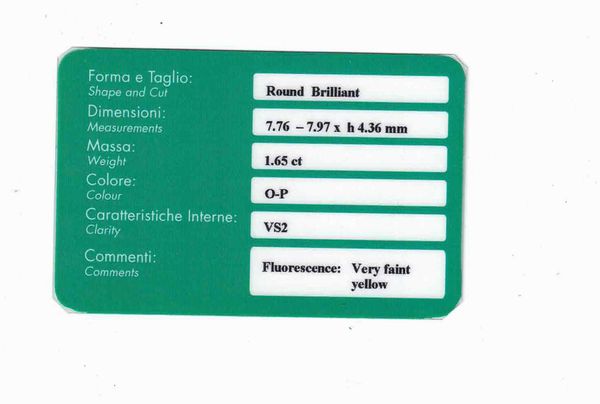 Forma e Taglio:
Shape and Cut
Round Brilliant
Dimensioni:
Measurements
7.76 – 7.97 x h 4.36 mm
Massa:
Weight
1.65 ct
Colore:
Colour
O-P
Caratteristiche Interne:
Clarity
VS2
Commenti:
Comments
Fluorescence: Very faint
yellow